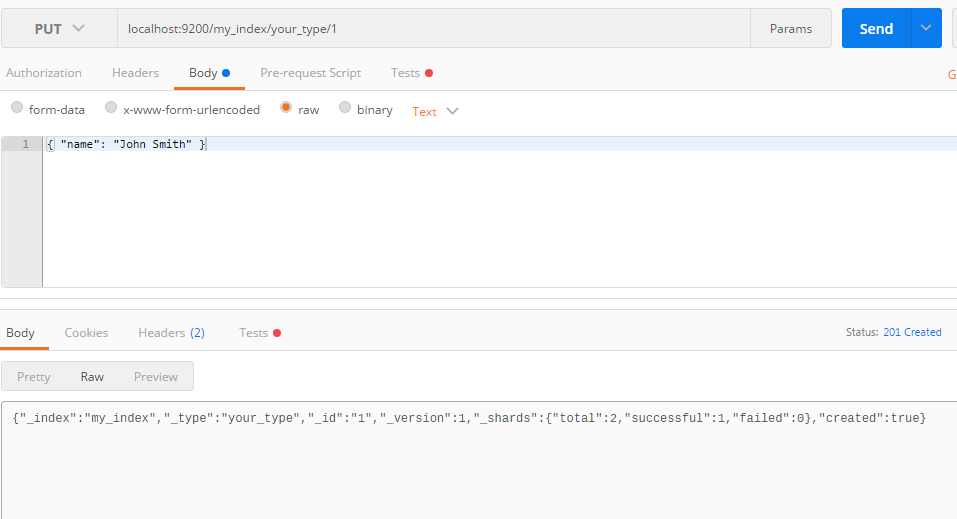 PUT localhost:9200/my_index/your_type/1 Params Send
Authorization Headers Body Pre-request Script Tests G
form-data x-www-form-urlencoded raw binary Text
1 { "name": "John Smith" }
Body Cookies Headers (2) Tests Status: 201 Created
Pretty Raw Preview
{"_index":"my_index","_type":"your_type","_id":"1","_version":1,"_shards":{"total":2,"successful":1,"failed":0},"created":true}